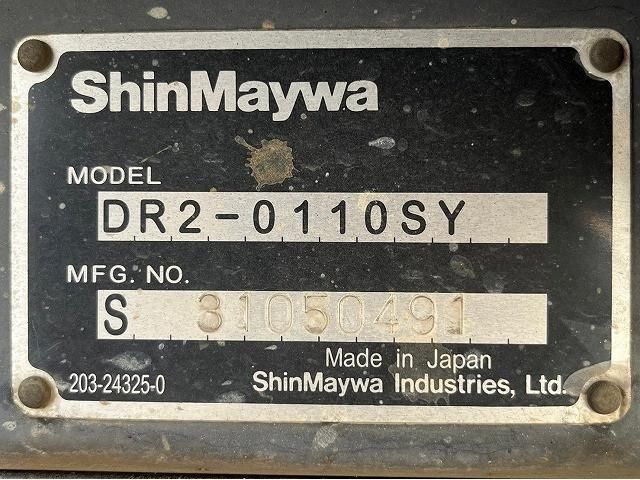 ShinMaywa
MODEL
DR2-0110SY
MFG. NO.
S 81050491
Made in Japan
203-24325-0 ShinMaywa Industries, Ltd.